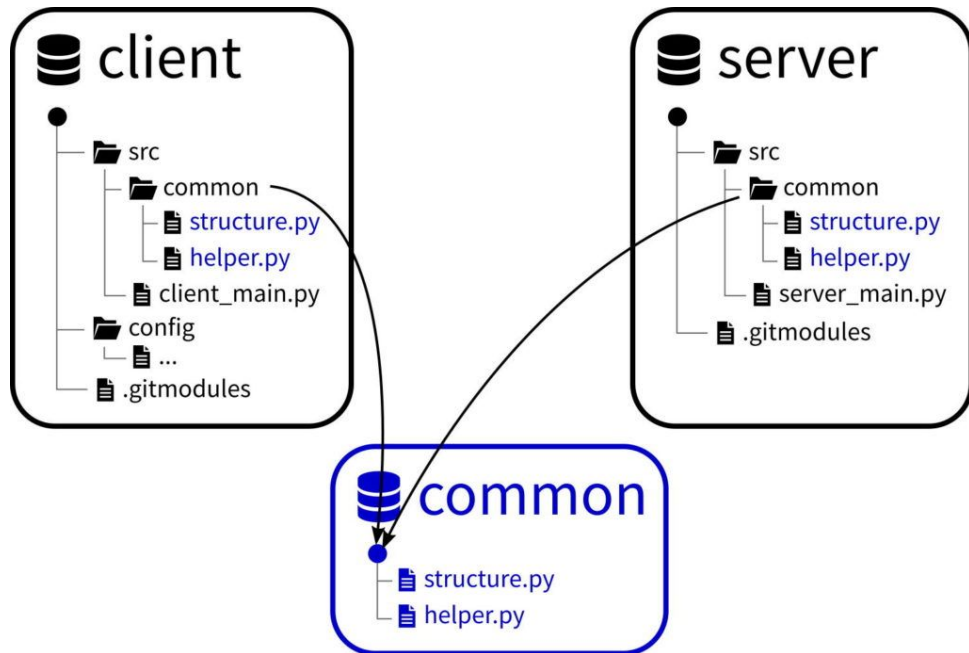 client
src
common
structure.py
helper.py
client_main.py
config
...
.gitmodules
server
src
common
structure.py
helper.py
server_main.py
.gitmodules
common
structure.py
helper.py